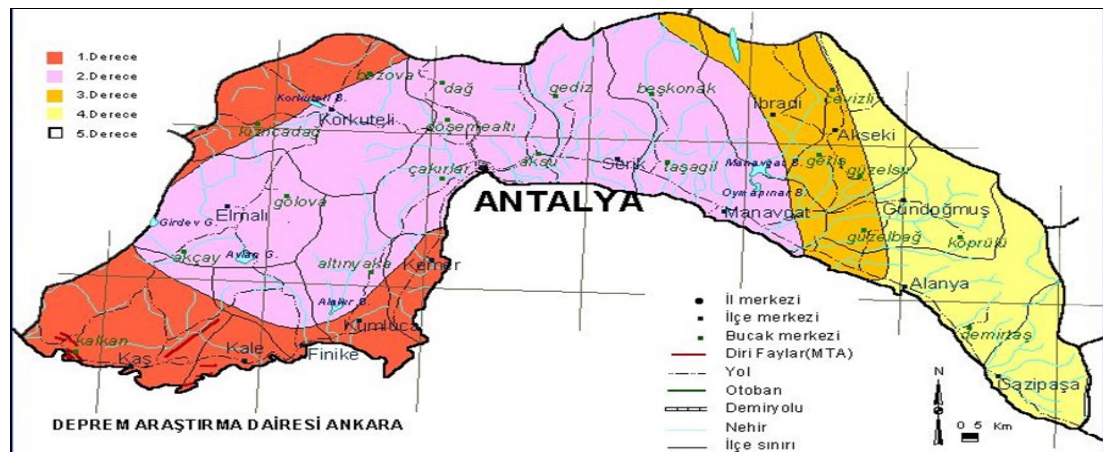 1.Derece
2.Derece
3.Derece
4.Derece
5.Derece
bozova
dağ
gediz
beşkonak
İbradi
cevizli
Korkuteli B.
Korkuteli
kızılcadağ
döşemealtı
Akseki
çakırlar
aksu
Serik
taşağıl
Manavgat B.
geriş
güzelsu
ANTALYA
Oymapınar B.
Manavgat
Gündoğmuş
Elmalı
gölova
Girdev G.
akçay
Avlan G.
altınyaka
Kemer
güzelbağ
köprülü
Alanya
Alakır B.
Kumluca
kalkan
Kaş
Kale
Finike
demirtaş
Gazipaşa
İl merkezi
İlçe merkezi
Bucak merkezi
Diri Faylar(MTA)
Yol
Otoban
Demiryolu
Nehir
İlçe sınırı
N
0 5 Km
DEPREM ARAŞTIRMA DAİRESİ ANKARA